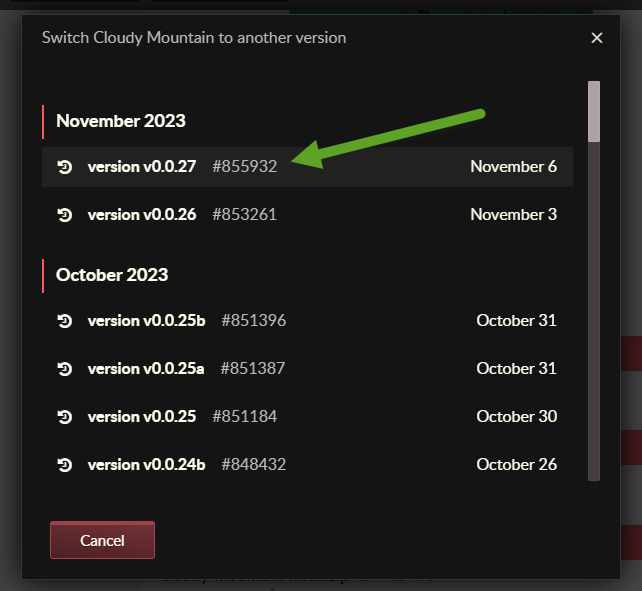 Switch Cloudy Mountain to another version
November 2023
version v0.0.27 #855932 November 6
version v0.0.26 #853261 November 3
October 2023
version v0.0.25b #851396 October 31
version v0.0.25a #851387 October 31
version v0.0.25 #851184 October 30
version v0.0.24b #848432 October 26
Cancel